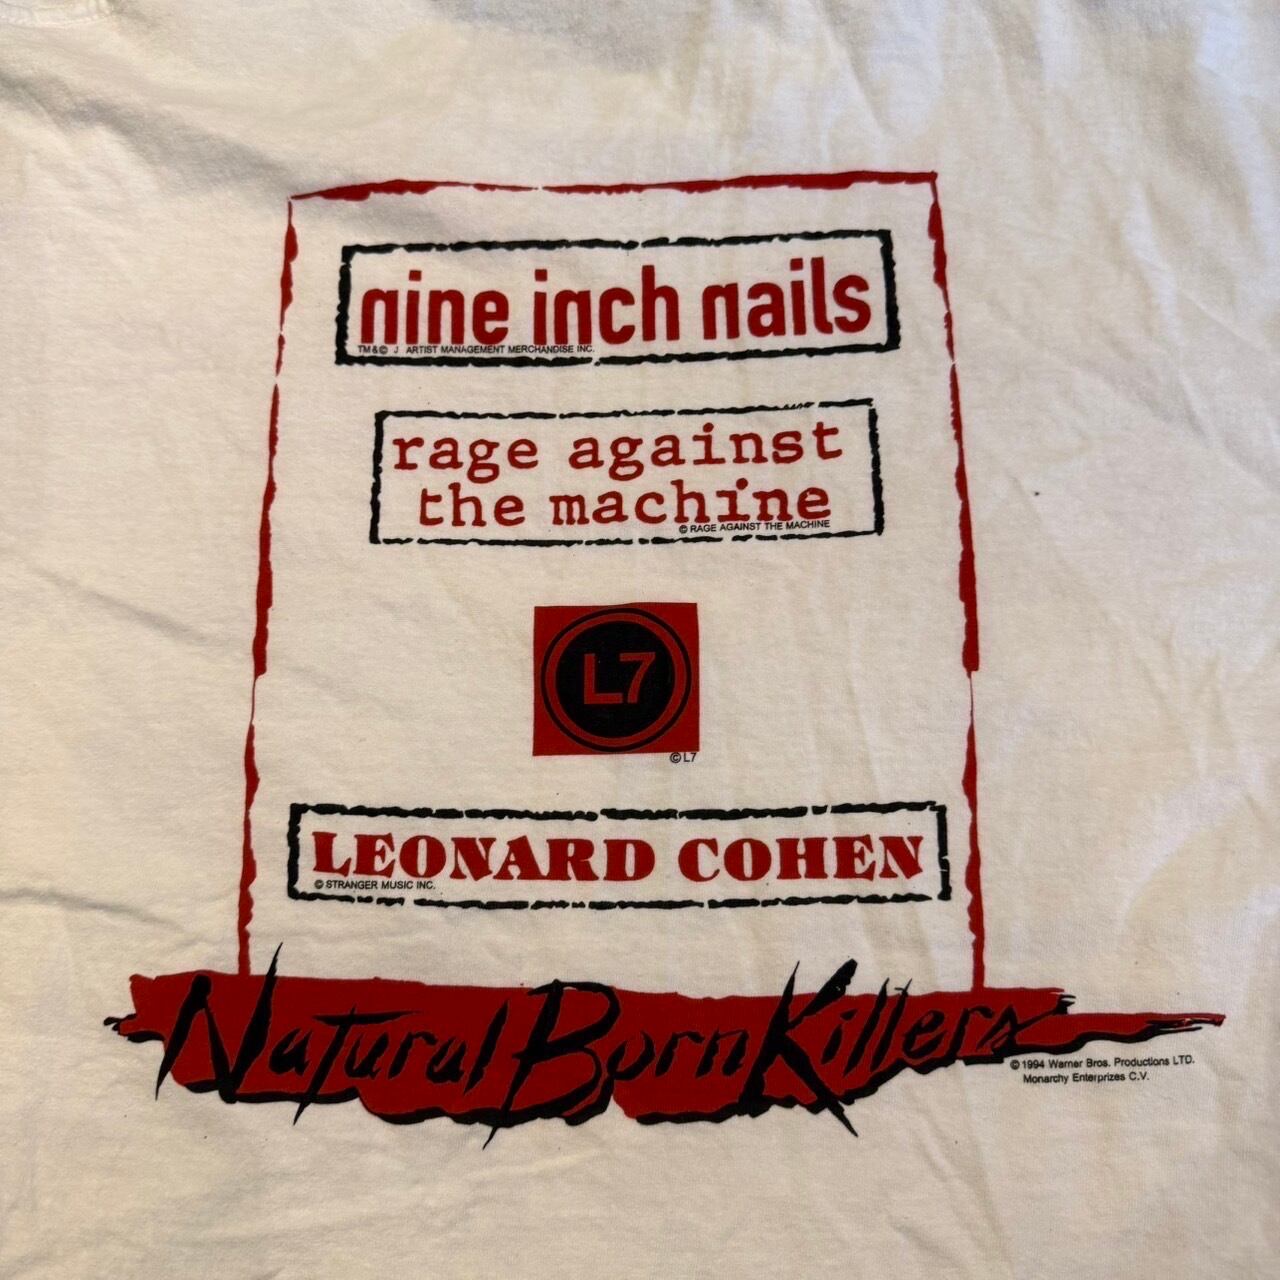 nine inch nails
TM & © J ARTIST MANAGEMENT MERCHANDISE INC.
rage against
the machine
© RAGE AGAINST THE MACHINE
L7
© L7
LEONARD COHEN
© STRANGER MUSIC INC.
Natural Born Killers
© 1994 Warner Bros. Productions LTD.
Monarchy Enterprizes C.V.